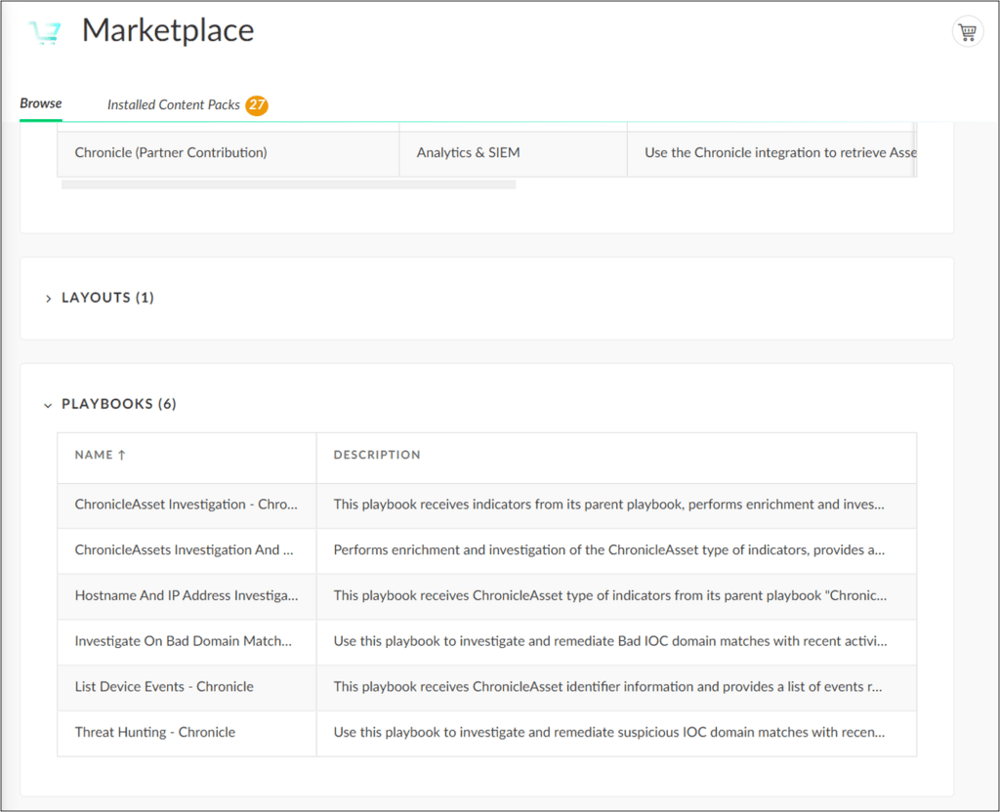 Marketplace
Browse
Installed Content Packs 27
Chronicle (Partner Contribution) Analytics & SIEM Use the Chronicle integration to retrieve Asse
LAYOUTS (1)
PLAYBOOKS (6)
NAME ↑ DESCRIPTION
ChronicleAsset Investigation - Chro... This playbook receives indicators from its parent playbook, performs enrichment and inves...
ChronicleAssets Investigation And ... Performs enrichment and investigation of the ChronicleAsset type of indicators, provides a...
Hostname And IP Address Investiga... This playbook receives ChronicleAsset type of indicators from its parent playbook "Chronic...
Investigate On Bad Domain Match... Use this playbook to investigate and remediate Bad IOC domain matches with recent activi...
List Device Events - Chronicle This playbook receives ChronicleAsset identifier information and provides a list of events r...
Threat Hunting - Chronicle Use this playbook to investigate and remediate suspicious IOC domain matches with recen...